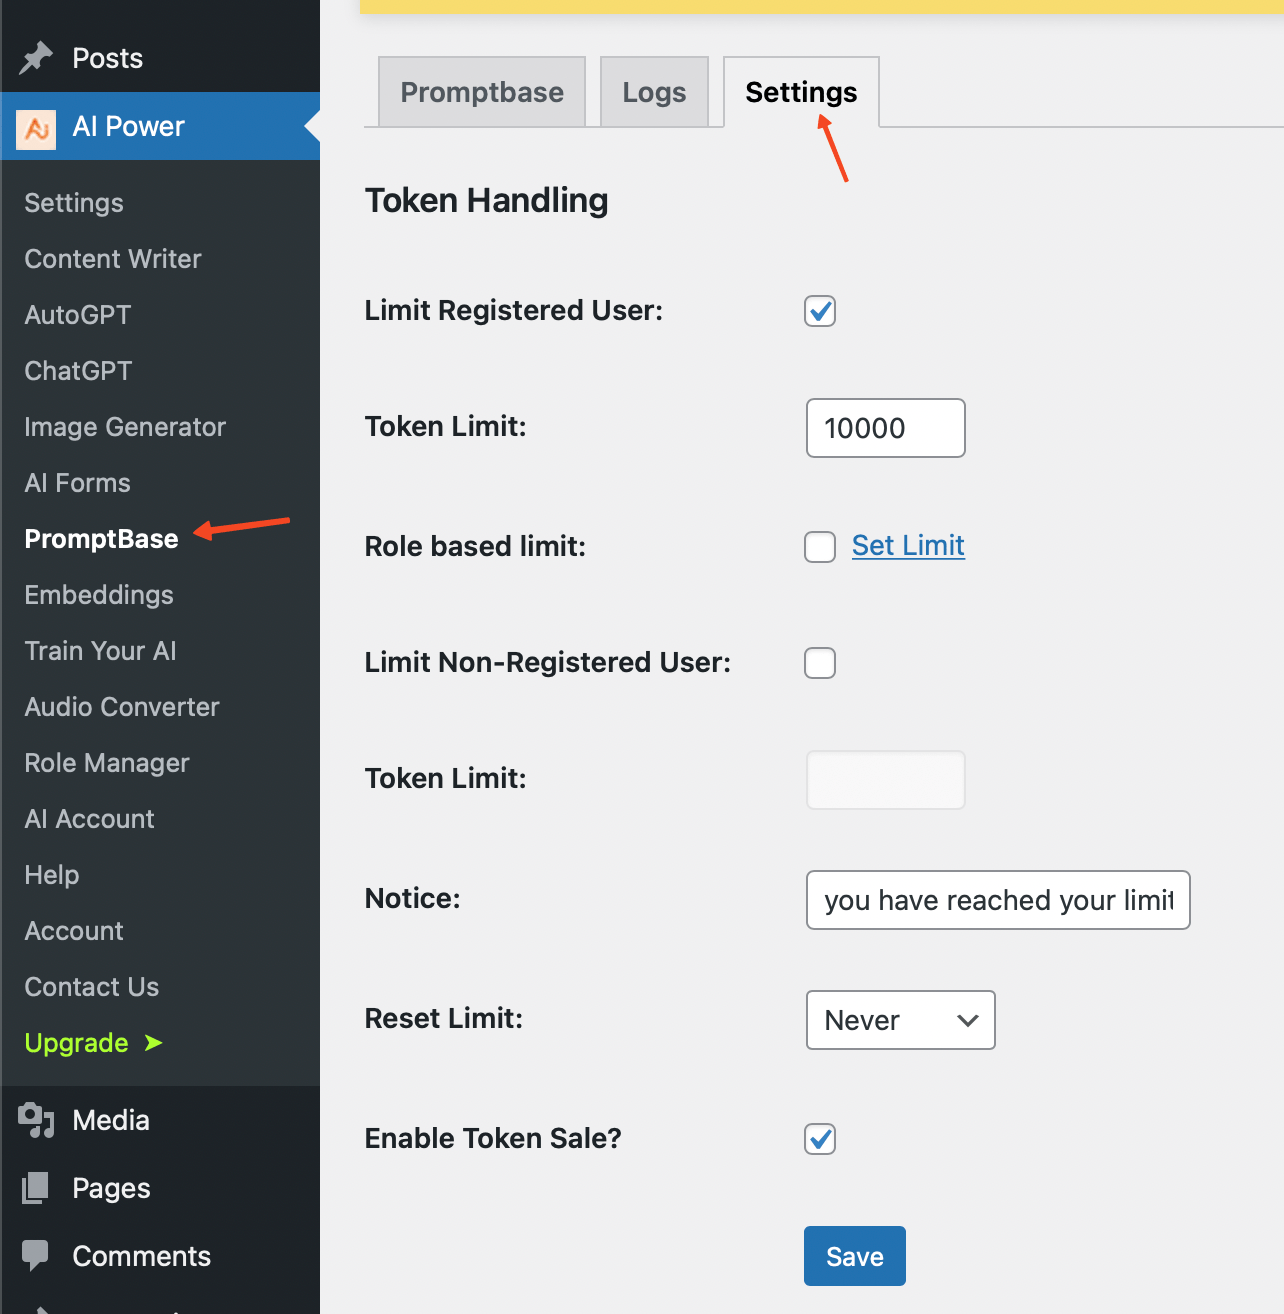 Posts
AI Power
Settings
Content Writer
AutoGPT
ChatGPT
Image Generator
AI Forms
PromptBase
Embeddings
Train Your AI
Audio Converter
Role Manager
AI Account
Help
Account
Contact Us
Upgrade ➤
Media
Pages
Comments
Promptbase
Logs
Settings
Token Handling
Limit Registered User:
Token Limit: 10000
Role based limit: Set Limit
Limit Non-Registered User:
Token Limit:
Notice: you have reached your limit
Reset Limit: Never
Enable Token Sale?
Save